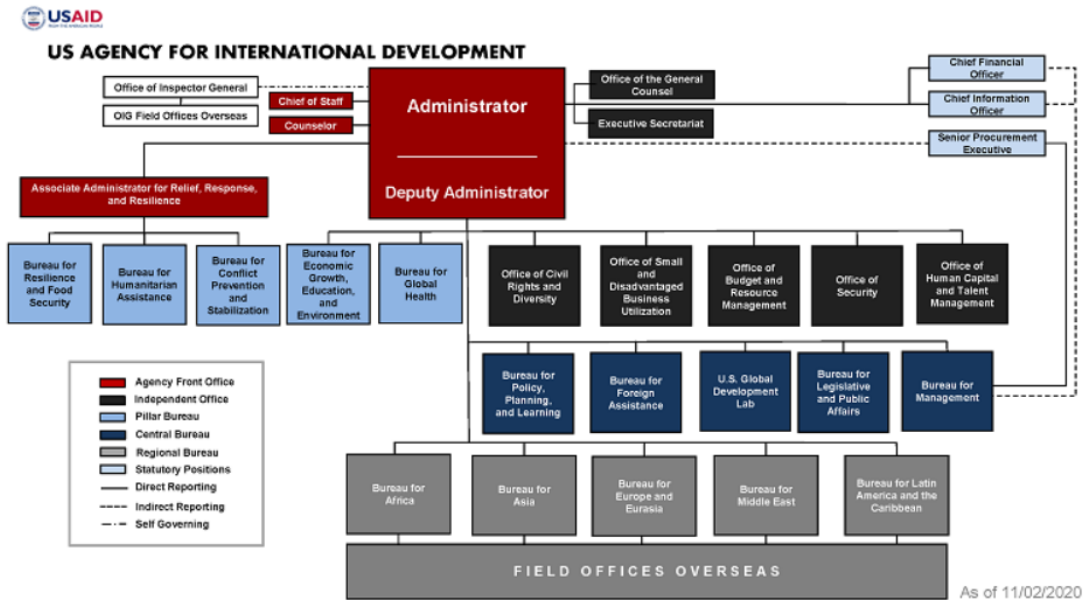 USAID
FROM THE AMERICAN PEOPLE
US AGENCY FOR INTERNATIONAL DEVELOPMENT
Office of Inspector General
OIG Field Offices Overseas
Chief of Staff
Counselor
Administrator
Deputy Administrator
Office of the General
Counsel
Executive Secretariat
Chief Financial
Officer
Chief Information
Officer
Senior Procurement
Executive
Associate Administrator for Relief, Response,
and Resilience
Bureau for
Resilience
and Food
Security
Bureau for
Humanitarian
Assistance
Bureau for
Conflict
Prevention
and
Stabilization
Bureau for
Economic
Growth,
Education,
and
Environment
Bureau for
Global
Health
Office of Civil
Rights and
Diversity
Office of Small
and
Disadvantaged
Business
Utilization
Office of
Budget and
Resource
Management
Office of
Security
Office of
Human Capital
and Talent
Management
Bureau for
Policy,
Planning,
and Learning
Bureau for
Foreign
Assistance
U.S. Global
Development
Lab
Bureau for
Legislative
and Public
Affairs
Bureau for
Management
Agency Front Office
Independent Office
Pillar Bureau
Central Bureau
Regional Bureau
Statutory Positions
Direct Reporting
Indirect Reporting
Self Governing
Bureau for
Africa
Bureau for
Asia
Bureau for
Europe and
Eurasia
Bureau for
Middle East
Bureau for Latin
America and the
Caribbean
FIELD OFFICES OVERSEAS
As of 11/02/2020